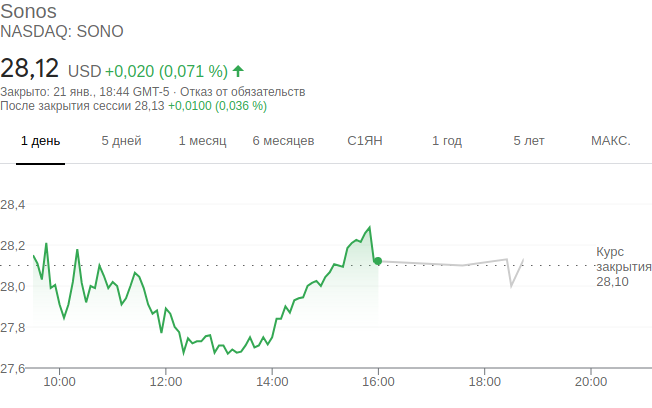 Sonos
NASDAQ: SONO
28,12 USD +0,020 (0,071 %)
Закрыто: 21 янв., 18:44 GMT-5 · Отказ от обязательств
После закрытия сессии 28,13 +0,0100 (0,036 %)
1 день 5 дней 1 месяц 6 месяцев С1ЯН 1 год 5 лет МАКС.
28,4
28,2
28,0
27,8
27,6
Курс
закрытия
28,10
10:00 12:00 14:00 16:00 18:00 20:00